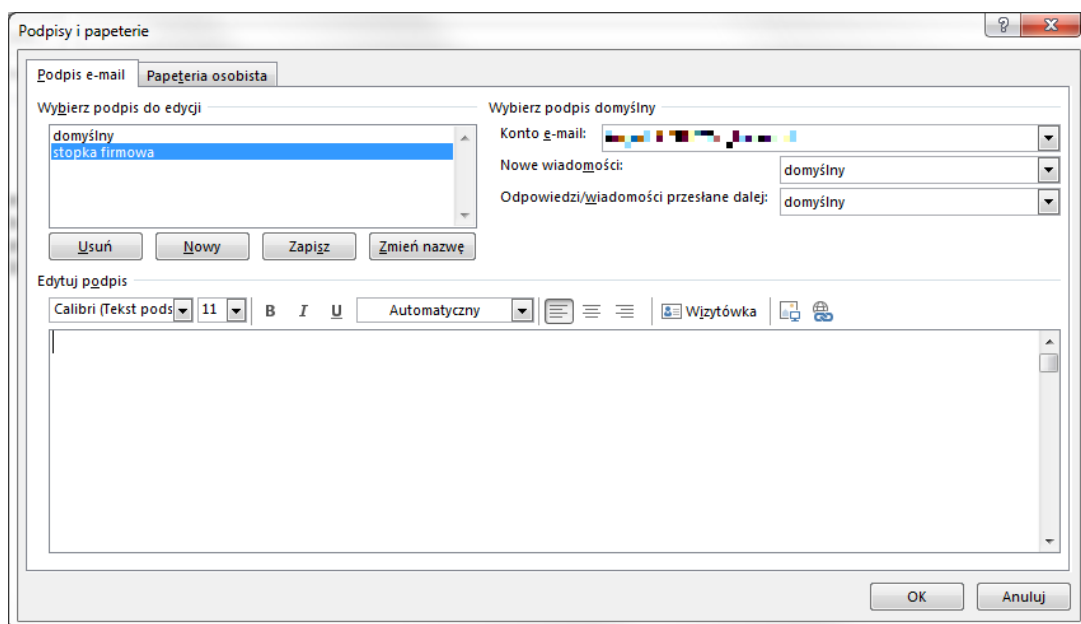 Podpisy i papeterie
Podpis e-mail Papeteria osobista
Wybierz podpis do edycji
domyślny
stopka firmowa
Usuń Nowy Zapisz Zmień nazwę
Wybierz podpis domyślny
Konto e-mail:
Nowe wiadomości: domyślny
Odpowiedzi/wiadomości przesłane dalej: domyślny
Edytuj podpis
Calibri (Tekst pods 11 B I U Automatyczny Wizytówka
OK Anuluj